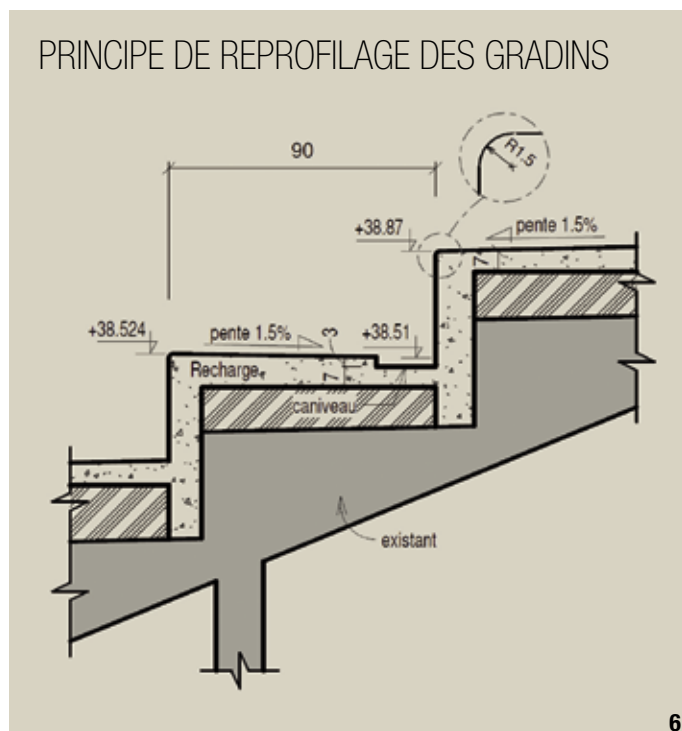 PRINCIPE DE REPROFILAGE DES GRADINS
90
R1.5
+38.87
pente 1.5%
7
+38.524
pente 1.5%
3
+38.51
Recharge
7
caniveau
existant
6